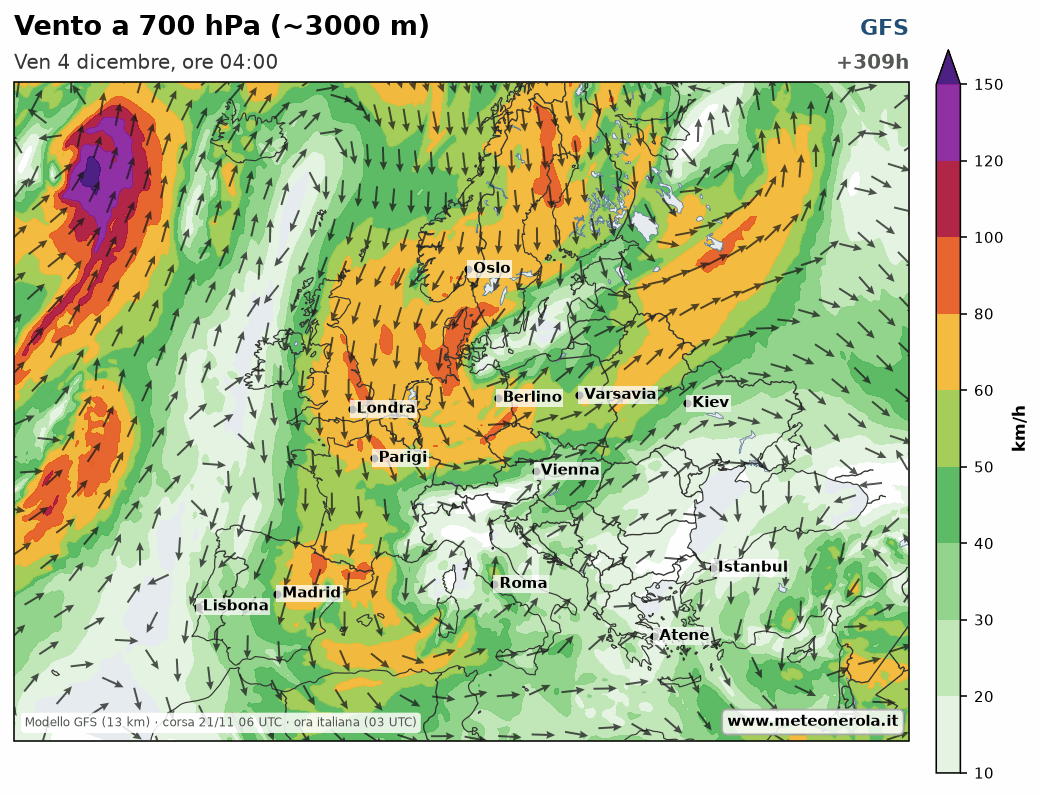 Vento a 700 hPa (~3000 m)
GFS
Ven 4 dicembre, ore 04:00
+309h
150
120
100
80
60
50
40
30
20
10
km/h
Oslo
Londra
Berlino
Varsavia
Kiev
Parigi
Vienna
Istanbul
Roma
Madrid
Lisbona
Atene
Modello GFS (13 km) · corsa 21/11 06 UTC · ora italiana (03 UTC)
www.meteonerola.it